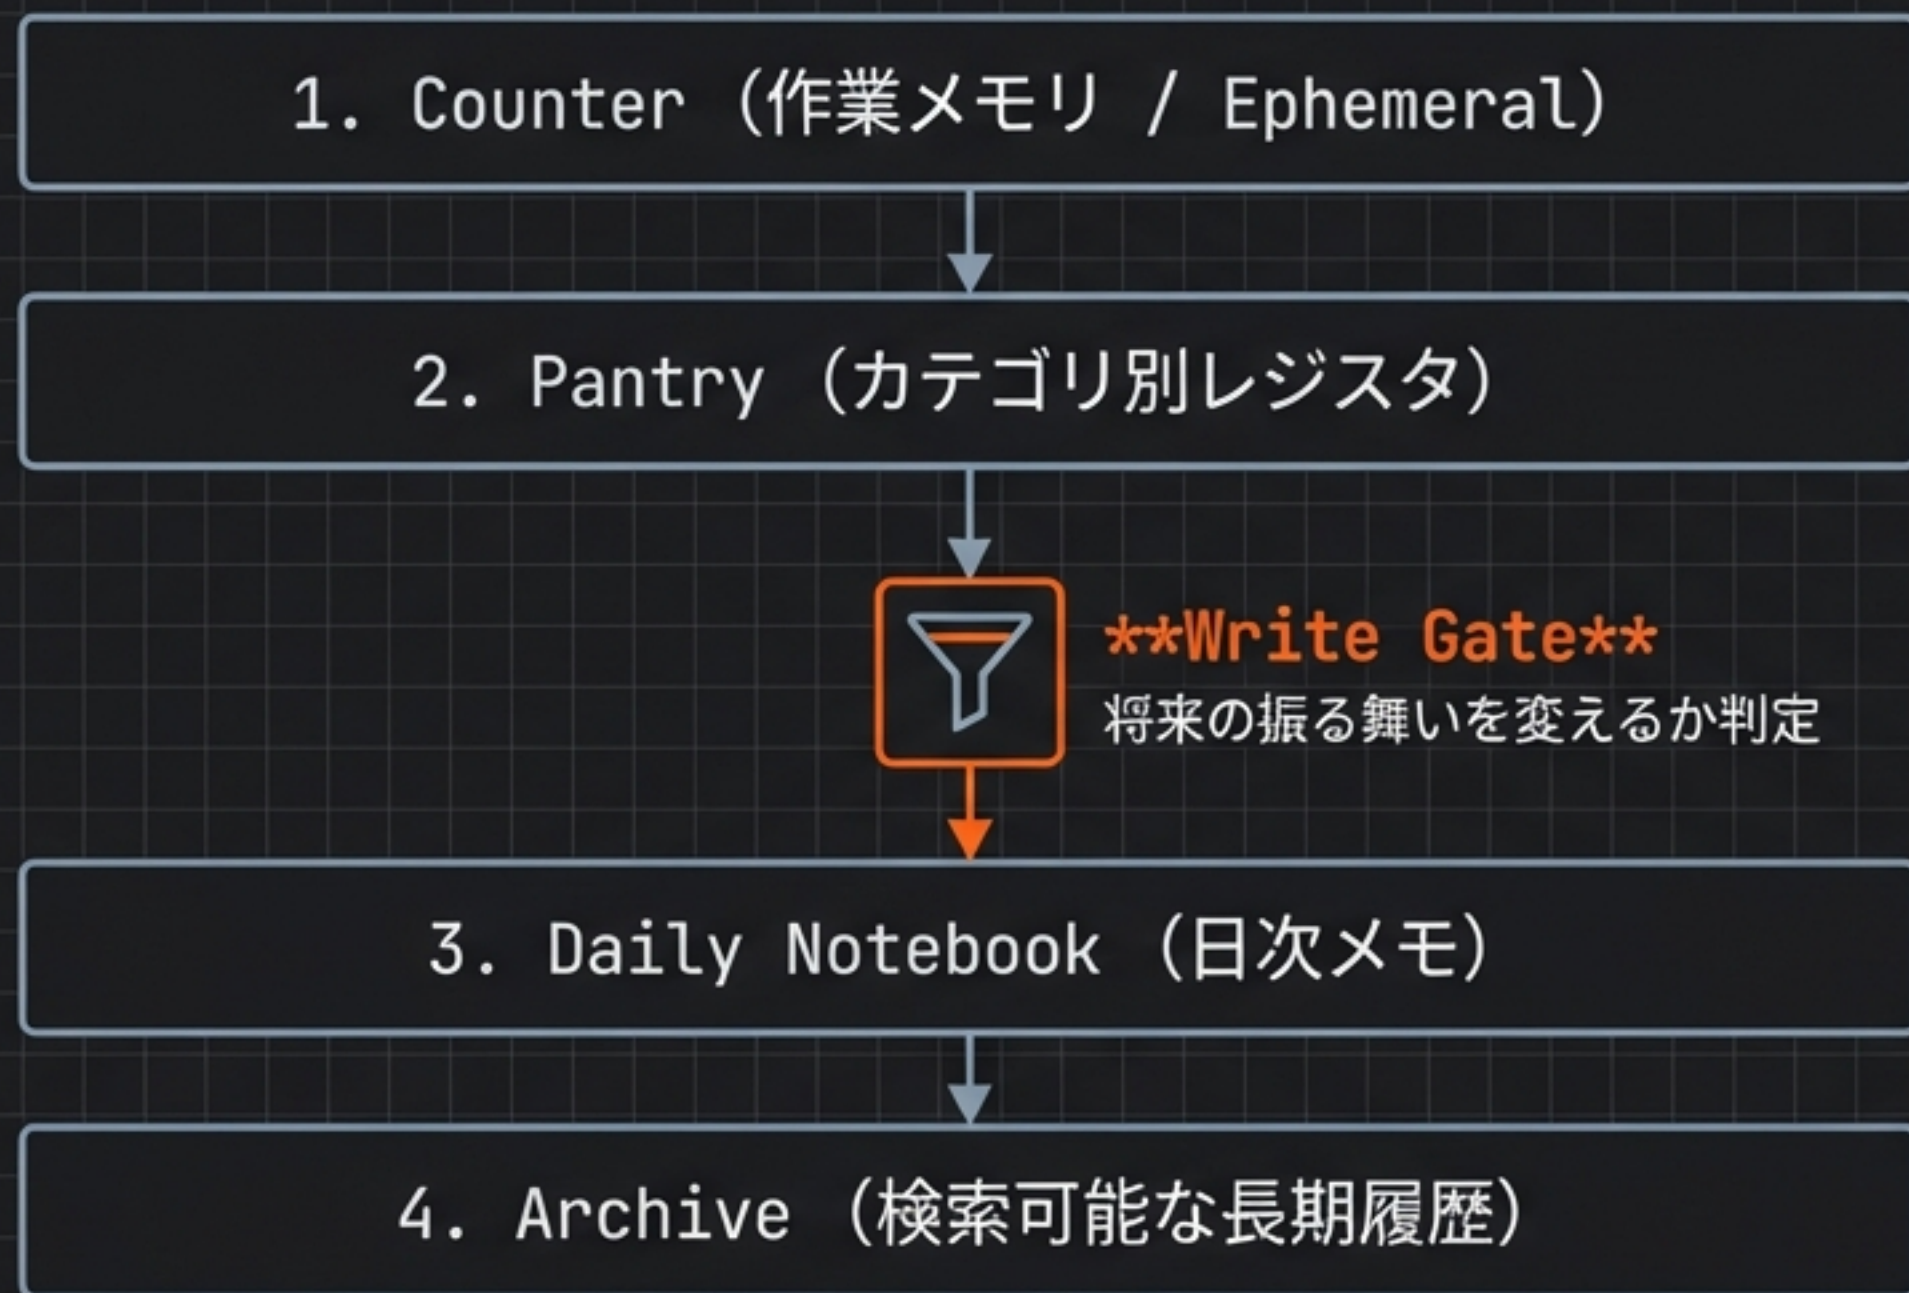 1. Counter (作業メモリ / Ephemeral)
2. Pantry (カテゴリ別レジスタ)
**Write Gate**
将来の振る舞いを変えるか判定
3. Daily Notebook (日次メモ)
4. Archive (検索可能な長期履歴)